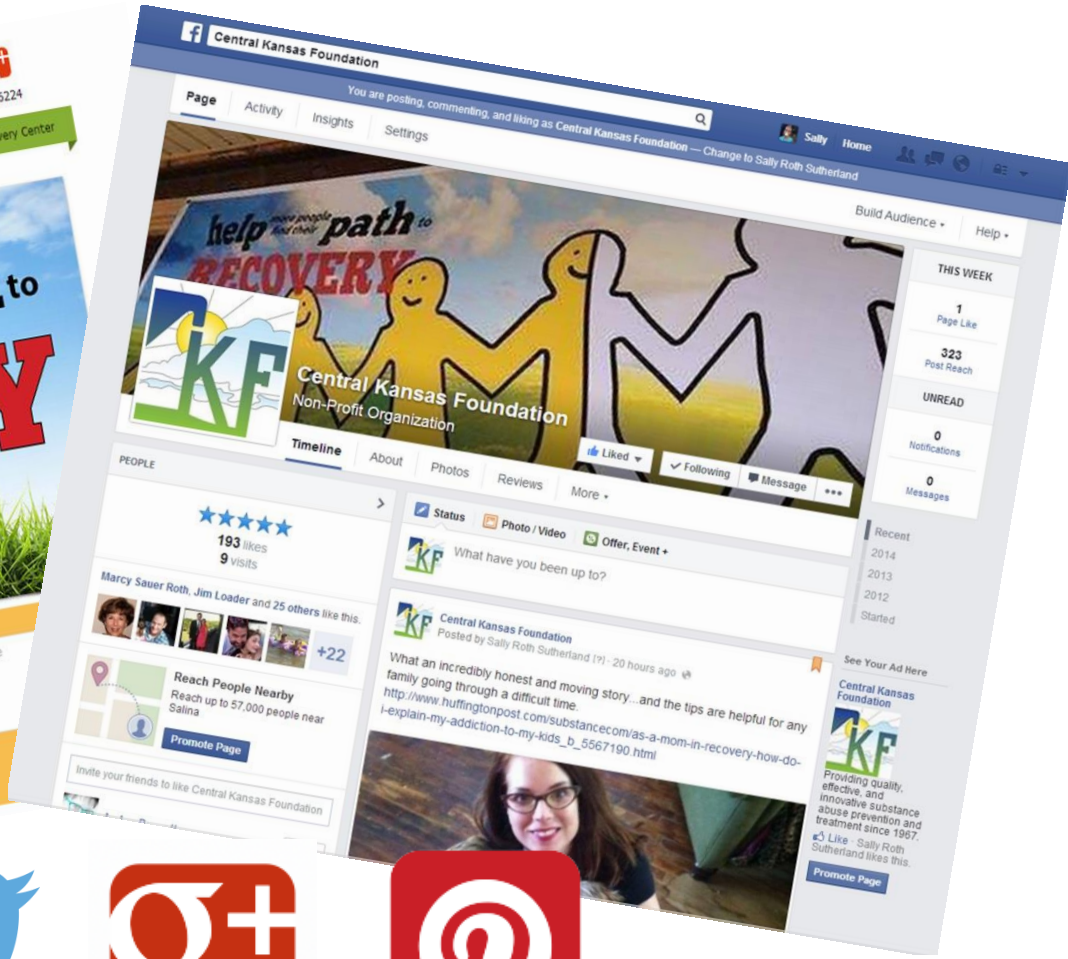 5224
very Center
to
Y
Central Kansas Foundation
You are posting, commenting, and liking as Central Kansas Foundation — Change to Sally Roth Sutherland
Sally Home
Page Activity Insights Settings
Build Audience Help
help more people find their path to
RECOVERY
CKF
Central Kansas Foundation
Non-Profit Organization
Liked Following Message •••
Timeline About Photos Reviews More
THIS WEEK
1
Page Like
323
Post Reach
UNREAD
0
Notifications
0
Messages
Recent
2014
2013
2012
Started
PEOPLE
193 likes
9 visits
Marcy Sauer Roth, Jim Loader and 25 others like this.
+22
Reach People Nearby
Reach up to 57,000 people near
Salina
Promote Page
Invite your friends to like Central Kansas Foundation
Status Photo / Video Offer, Event +
CKF
What have you been up to?
CKF
Central Kansas Foundation
Posted by Sally Roth Sutherland [?] · 20 hours ago
What an incredibly honest and moving story...and the tips are helpful for any
family going through a difficult time.
http://www.huffingtonpost.com/substancecom/as-a-mom-in-recovery-how-do-
i-explain-my-addiction-to-my-kids_b_5567190.html
See Your Ad Here
Central Kansas
Foundation
CKF
Providing quality,
effective, and
innovative substance
abuse prevention and
treatment since 1967.
Like · Sally Roth
Sutherland likes this.
Promote Page
g+